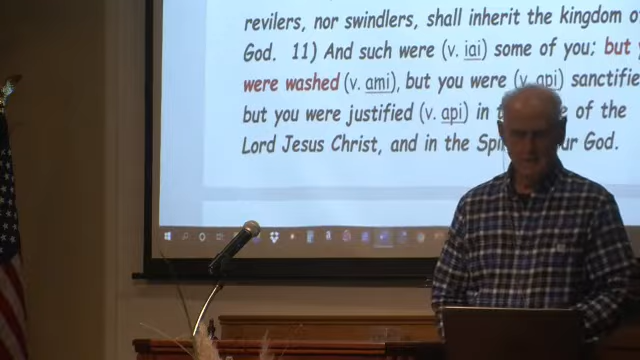 revilers, nor swindlers, shall inherit the kingdom
God. 11) And such were (v. iai) some of you; but
were washed (v. ami), but you were (v. api) sanctifie
but you were justified (v. api) in of the
Lord Jesus Christ, and in the God.